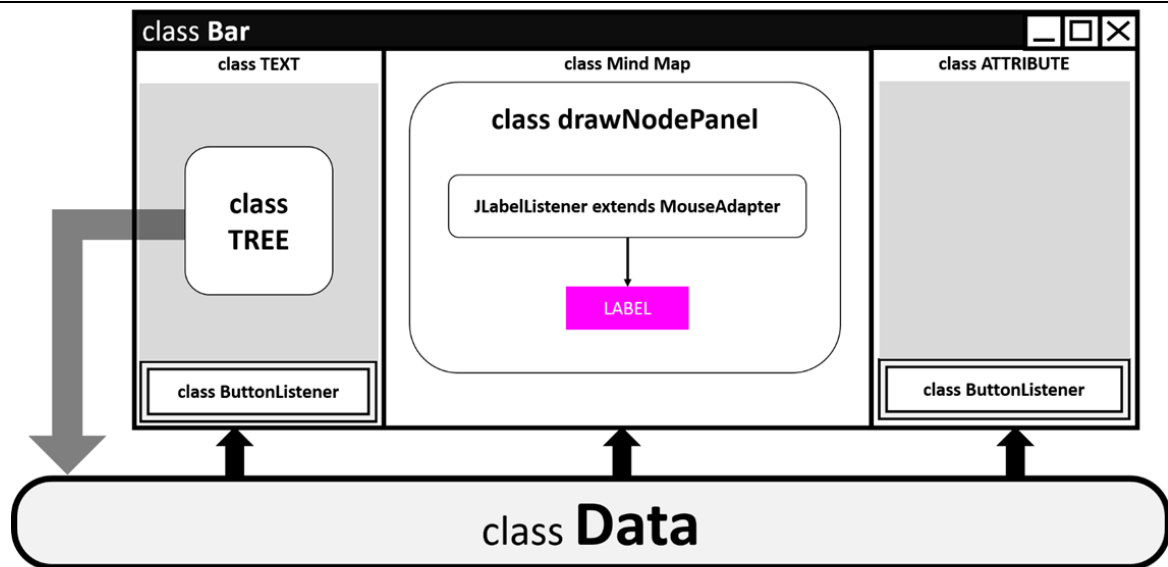 class Bar
class TEXT
class Mind Map
class ATTRIBUTE
class drawNodePanel
class
TREE
JLabelListener extends MouseAdapter
LABEL
class ButtonListener
class ButtonListener
class Data